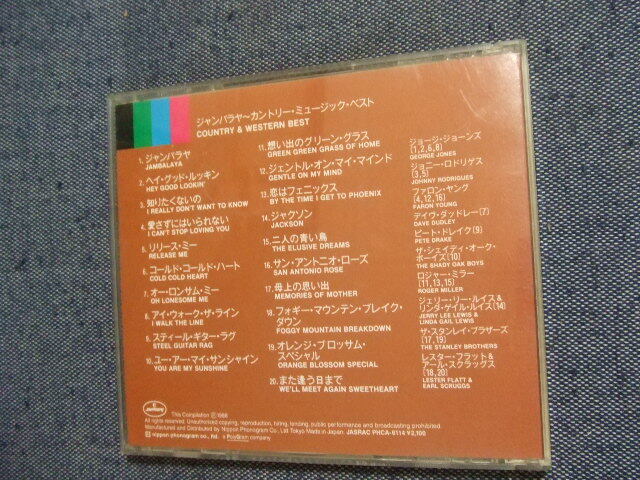 ジャンバラヤ〜カントリー・ミュージック・ベスト
COUNTRY & WESTERN BEST
1. ジャンバラヤ
JAMBALAYA
2. ヘイ・グッド・ルッキン
HEY GOOD LOOKIN'
3. 知りたくないの
I REALLY DON'T WANT TO KNOW
4. 愛さずにはいられない
I CAN'T STOP LOVING YOU
5. リリース・ミー
RELEASE ME
6. コールド・コールド・ハート
COLD COLD HEART
7. オー・ロンサム・ミー
OH LONESOME ME
8. アイ・ウォーク・ザ・ライン
I WALK THE LINE
9. スティール・ギター・ラグ
STEEL GUITAR RAG
10. ユー・アー・マイ・サンシャイン
YOU ARE MY SUNSHINE
11. 想い出のグリーン・グラス
GREEN GREEN GRASS OF HOME
12. ジェントル・オン・マイ・マインド
GENTLE ON MY MIND
13. 恋はフェニックス
BY THE TIME I GET TO PHOENIX
14. ジャクソン
JACKSON
15. 二人の青い鳥
THE ELUSIVE DREAMS
16. サン・アントニオ・ローズ
SAN ANTONIO ROSE
17. 母上の思い出
MEMORIES OF MOTHER
18. フォギー・マウンテン・ブレイク・
ダウン
FOGGY MOUNTAIN BREAKDOWN
19. オレンジ・ブロッサム・
スペシャル
ORANGE BLOSSOM SPECIAL
20. また逢う日まで
WE'LL MEET AGAIN SWEETHEART
ジョージ・ジョーンズ
(1,2,6,8)
GEORGE JONES
ジョニー・ロドリゲス
(3,5)
JOHNNY RODRIGUES
ファロン・ヤング
(4,12,16)
FARON YOUNG
デイヴ・ダッドレー(7)
DAVE DUDLEY
ピート・ドレイク(9)
PETE DRAKE
ザ・シェイディ・オーク・
ボーイズ(10)
THE SHADY OAK BOYS
ロジャー・ミラー
(11,13,15)
ROGER MILLER
ジェリー・リー・ルイス&
リンダ・ゲイル・ルイス(14)
JERRY LEE LEWIS &
LINDA GAIL LEWIS
ザ・スタンレイ・ブラザーズ
(17,19)
THE STANLEY BROTHERS
レスター・フラット&
アール・スクラッグス
(18,20)
LESTER FLATT &
EARL SCRUGGS
This Compilation ℗1988
All rights reserved. Unauthorised copying, reproduction, hiring, lending, public performance and broadcasting prohibited.
Manufactured and Distributed by Nippon Phonogram Co., Ltd Tokyo Made in Japan. JASRAC PHCA-6114 ¥2,100
nippon phonogram co., ltd. a PolyGram company